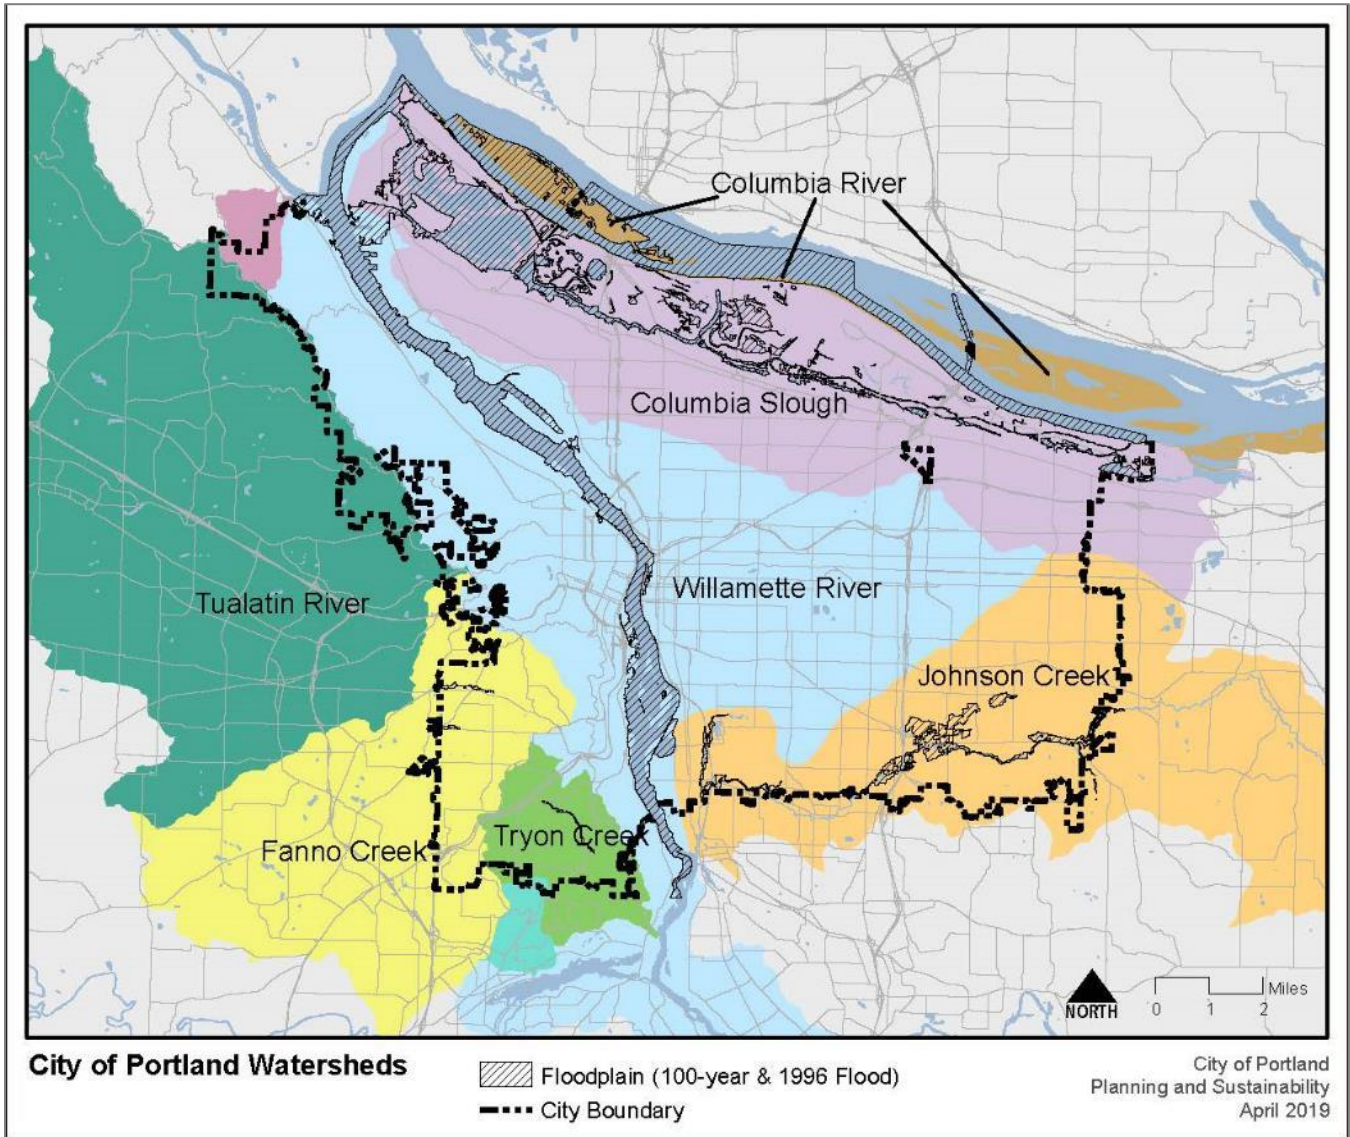 Columbia River
Columbia Slough
Tualatin River
Willamette River
Johnson Creek
Fanno Creek
Tryon Creek
NORTH
0 1 2 Miles
City of Portland Watersheds
Floodplain (100-year & 1996 Flood)
City Boundary
City of Portland
Planning and Sustainability
April 2019